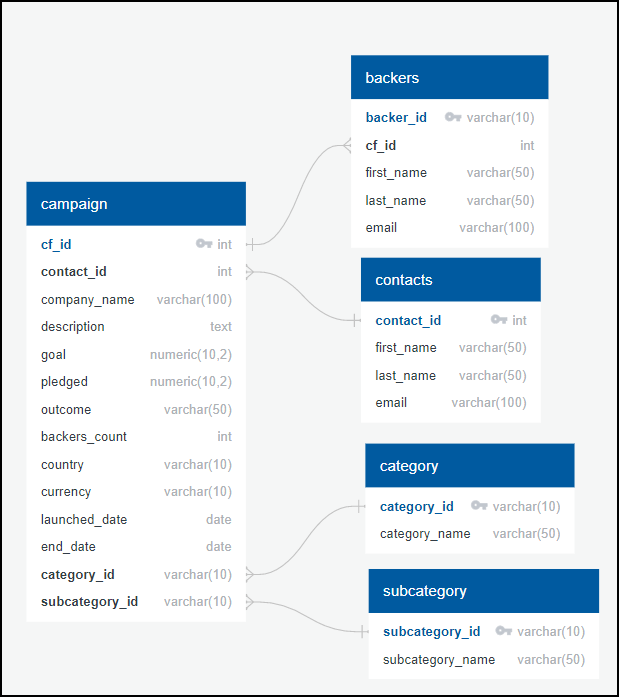 backers
backer_id varchar(10)
cf_id int
first_name varchar(50)
last_name varchar(50)
email varchar(100)
campaign
cf_id int
contact_id int
company_name varchar(100)
description text
goal numeric(10,2)
pledged numeric(10,2)
outcome varchar(50)
backers_count int
country varchar(10)
currency varchar(10)
launched_date date
end_date date
category_id varchar(10)
subcategory_id varchar(10)
contacts
contact_id int
first_name varchar(50)
last_name varchar(50)
email varchar(100)
category
category_id varchar(10)
category_name varchar(50)
subcategory
subcategory_id varchar(10)
subcategory_name varchar(50)